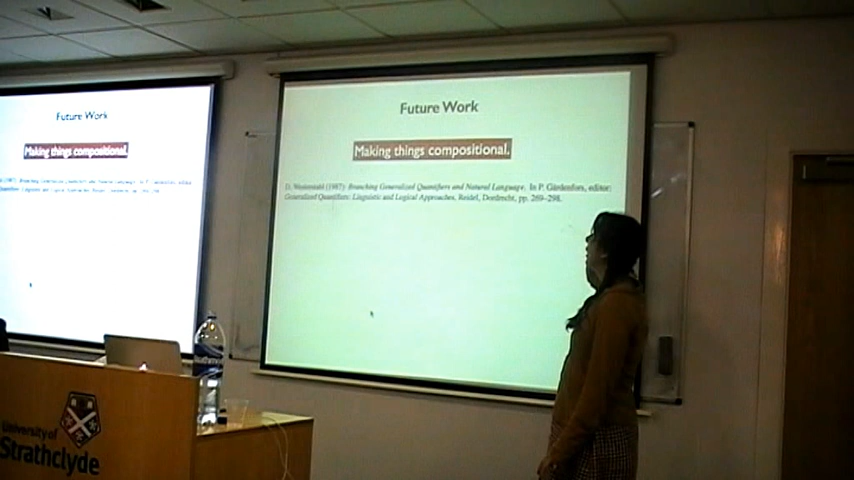 Future Work
Making things compositional.
Future Work
Making things compositional.
D. Westerståhl (1987): Branching Generalized Quantifiers and Natural Language. In P. Gärdenfors, editor:
Generalized Quantifiers: Linguistic and Logical Approaches, Reidel, Dordrecht, pp. 269–298.
University of
Strathclyde